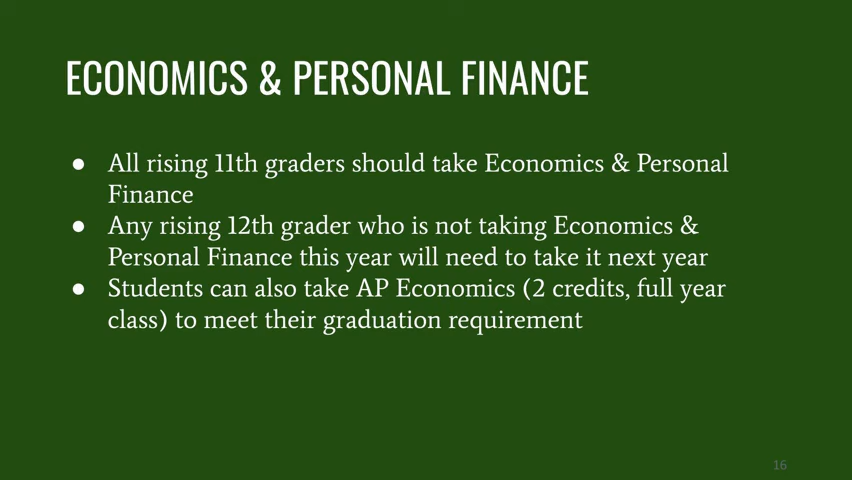 ECONOMICS & PERSONAL FINANCE
● All rising 11th graders should take Economics & Personal
Finance
● Any rising 12th grader who is not taking Economics &
Personal Finance this year will need to take it next year
● Students can also take AP Economics (2 credits, full year
class) to meet their graduation requirement
16